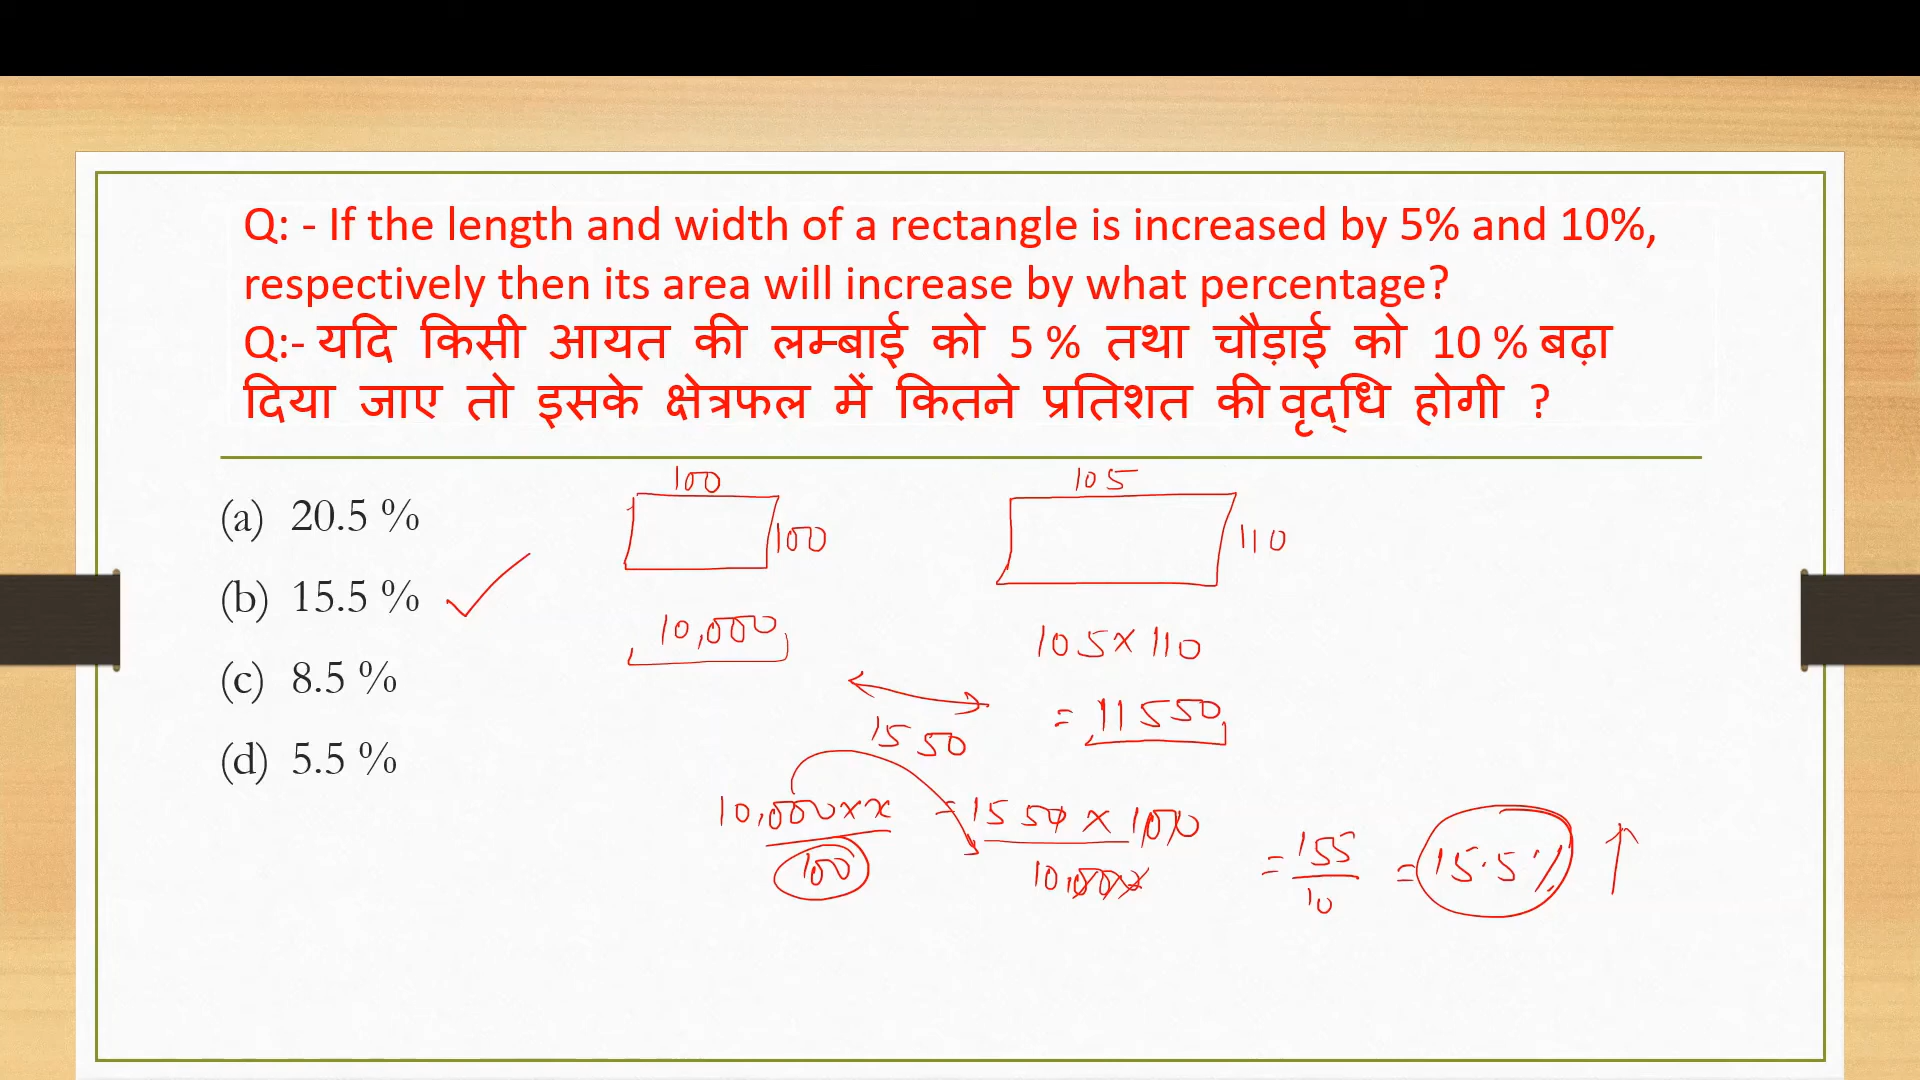 Q: - If the length and width of a rectangle is increased by 5% and 10%,
respectively then its area will increase by what percentage?
Q:- यदि किसी आयत की लम्बाई को 5 % तथा चौड़ाई को 10 % बढ़ा
दिया जाए तो इसके क्षेत्रफल में कितने प्रतिशत की वृद्धि होगी ?
(a) 20.5 %
(b) 15.5 %
(c) 8.5 %
(d) 5.5 %
100
100
10,000
105
110
105 × 110
= 11550
1550
10,000 × x = 1550 × 100
100 10,000
= 155
10
= 15.5%